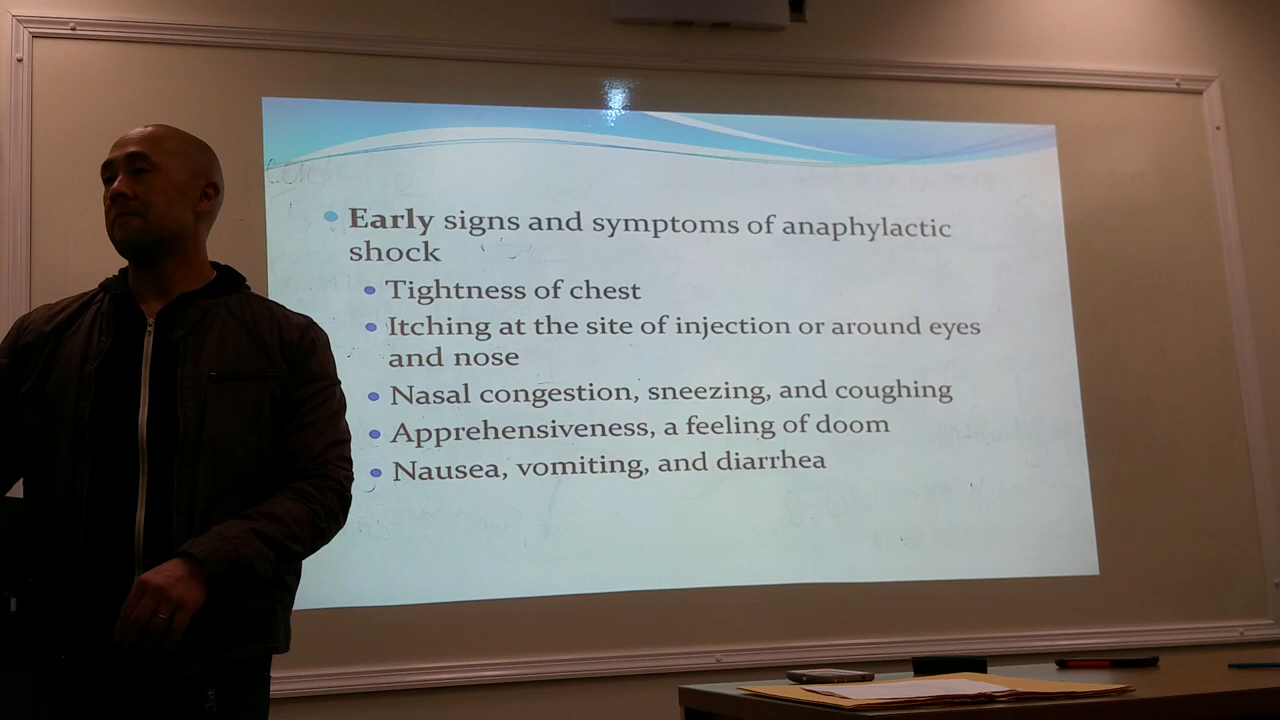 Early signs and symptoms of anaphylactic
shock
Tightness of chest
Itching at the site of injection or around eyes
and nose
Nasal congestion, sneezing, and coughing
Apprehensiveness, a feeling of doom
Nausea, vomiting, and diarrhea